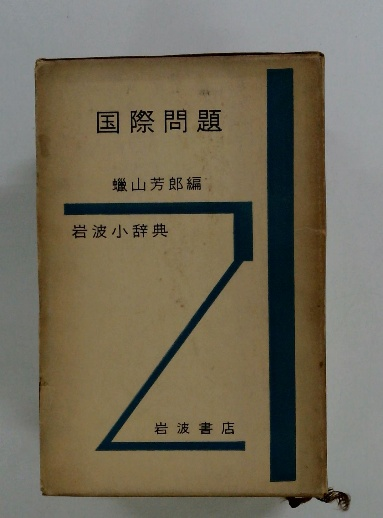 国際問題
蠟山芳郎編
岩波小辞典
岩波書店